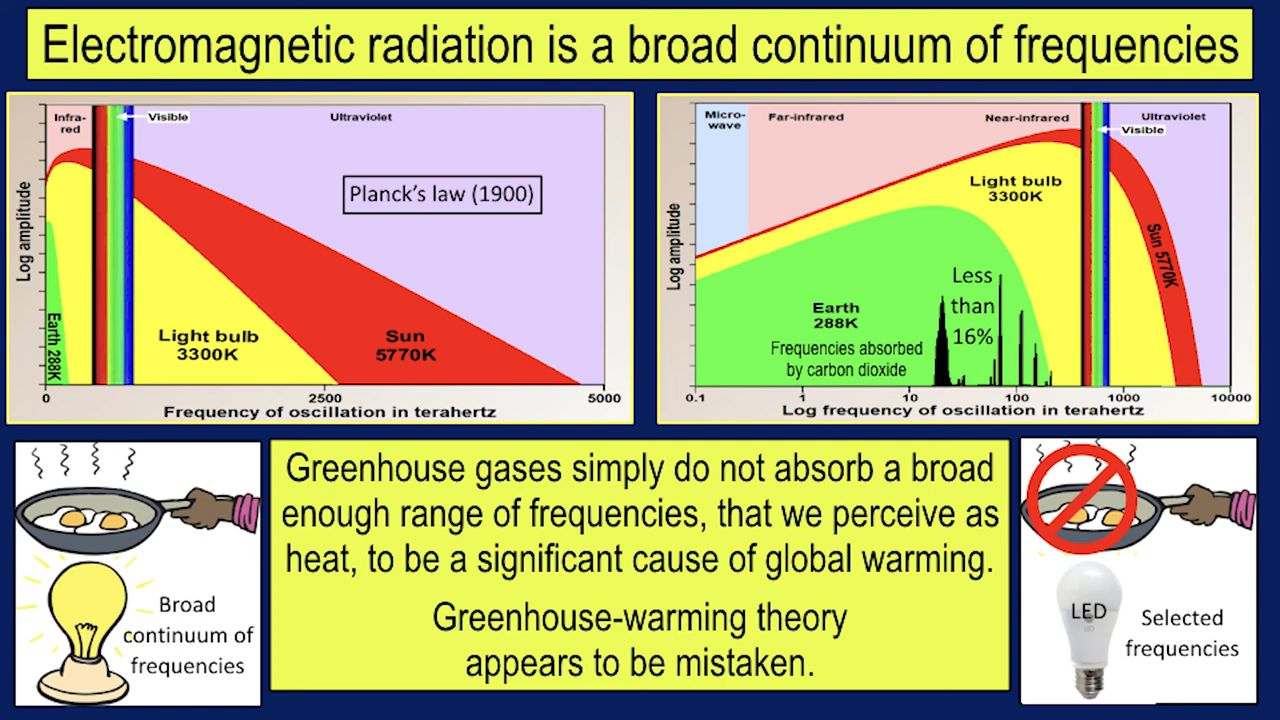 Electromagnetic radiation is a broad continuum of frequencies
Infra-
red
Visible
Ultraviolet
Planck's law (1900)
Log amplitude
Earth 288K
Light bulb
3300K
Sun
5770K
0
2500
5000
Frequency of oscillation in terahertz
Micro-
wave
Far-infrared
Near-infrared
Ultraviolet
Visible
Light bulb
3300K
Sun 5770K
Log amplitude
Less
than
16%
Earth
288K
Frequencies absorbed
by carbon dioxide
0.1
1
10
100
1000
10000
Log frequency of oscillation in terahertz
Broad
continuum of
frequencies
Greenhouse gases simply do not absorb a broad
enough range of frequencies, that we perceive as
heat, to be a significant cause of global warming.
Greenhouse-warming theory
appears to be mistaken.
LED
LED
Selected
frequencies